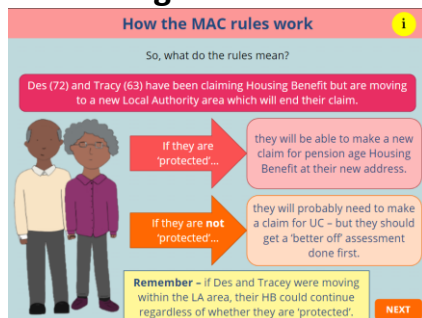 How the MAC rules work
i
So, what do the rules mean?
Des (72) and Tracy (63) have been claiming Housing Benefit but are moving
to a new Local Authority area which will end their claim.
If they are
‘protected’...
they will be able to make a new
claim for pension age Housing
Benefit at their new address.
If they are not
‘protected’...
they will probably need to make
a claim for UC – but they should
get a ‘better off’ assessment
done first.
Remember – if Des and Tracey were moving
within the LA area, their HB could continue
regardless of whether they are ‘protected’.
NEXT